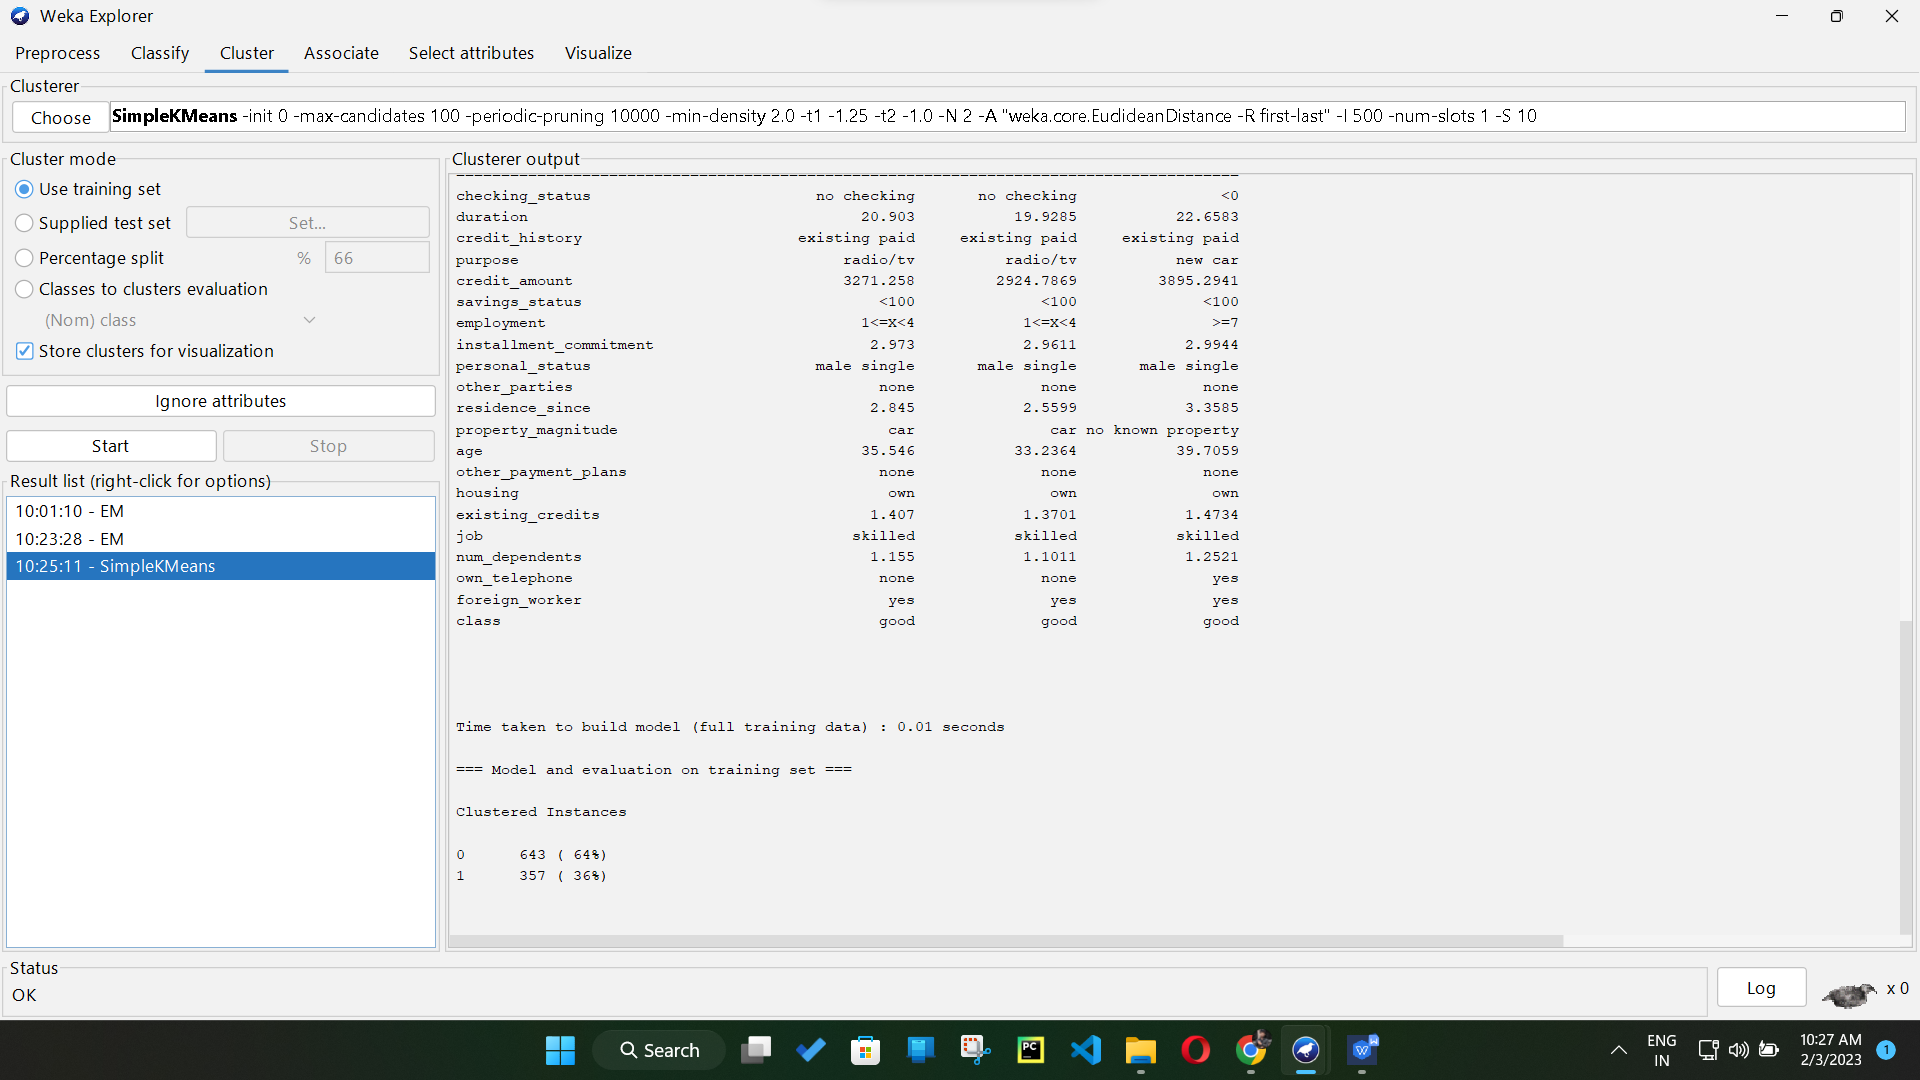 Weka Explorer
Preprocess Classify Cluster Associate Select attributes Visualize
Clusterer
Choose SimpleKMeans -init 0 -max-candidates 100 -periodic-pruning 10000 -min-density 2.0 -t1 -1.25 -t2 -1.0 -N 2 -A "weka.core.EuclideanDistance -R first-last" -I 500 -num-slots 1 -S 10
Cluster mode
Use training set
Supplied test set Set...
Percentage split % 66
Classes to clusters evaluation
(Nom) class
Store clusters for visualization
Ignore attributes
Start Stop
Result list (right-click for options)
10:01:10 - EM
10:23:28 - EM
10:25:11 - SimpleKMeans
Clusterer output
checking_status no checking no checking <0
duration 20.903 19.9285 22.6583
credit_history existing paid existing paid existing paid
purpose radio/tv radio/tv new car
credit_amount 3271.258 2924.7869 3895.2941
savings_status <100 <100 <100
employment 1<=X<4 1<=X<4 >=7
installment_commitment 2.973 2.9611 2.9944
personal_status male single male single male single
other_parties none none none
residence_since 2.845 2.5599 3.3585
property_magnitude car car no known property
age 35.546 33.2364 39.7059
other_payment_plans none none none
housing own own own
existing_credits 1.407 1.3701 1.4734
job skilled skilled skilled
num_dependents 1.155 1.1011 1.2521
own_telephone none none yes
foreign_worker yes yes yes
class good good good
Time taken to build model (full training data) : 0.01 seconds
=== Model and evaluation on training set ===
Clustered Instances
0 643 ( 64%)
1 357 ( 36%)
Status
OK
Log x 0
Search
PC
W
ENG
IN
10:27 AM
2/3/2023
1